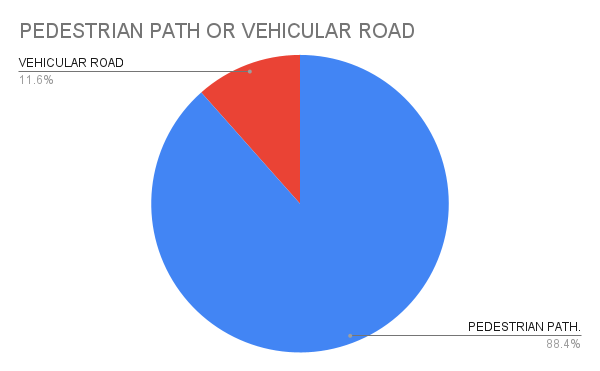 PEDESTRIAN PATH OR VEHICULAR ROAD
VEHICULAR ROAD
11.6%
PEDESTRIAN PATH.
88.4%